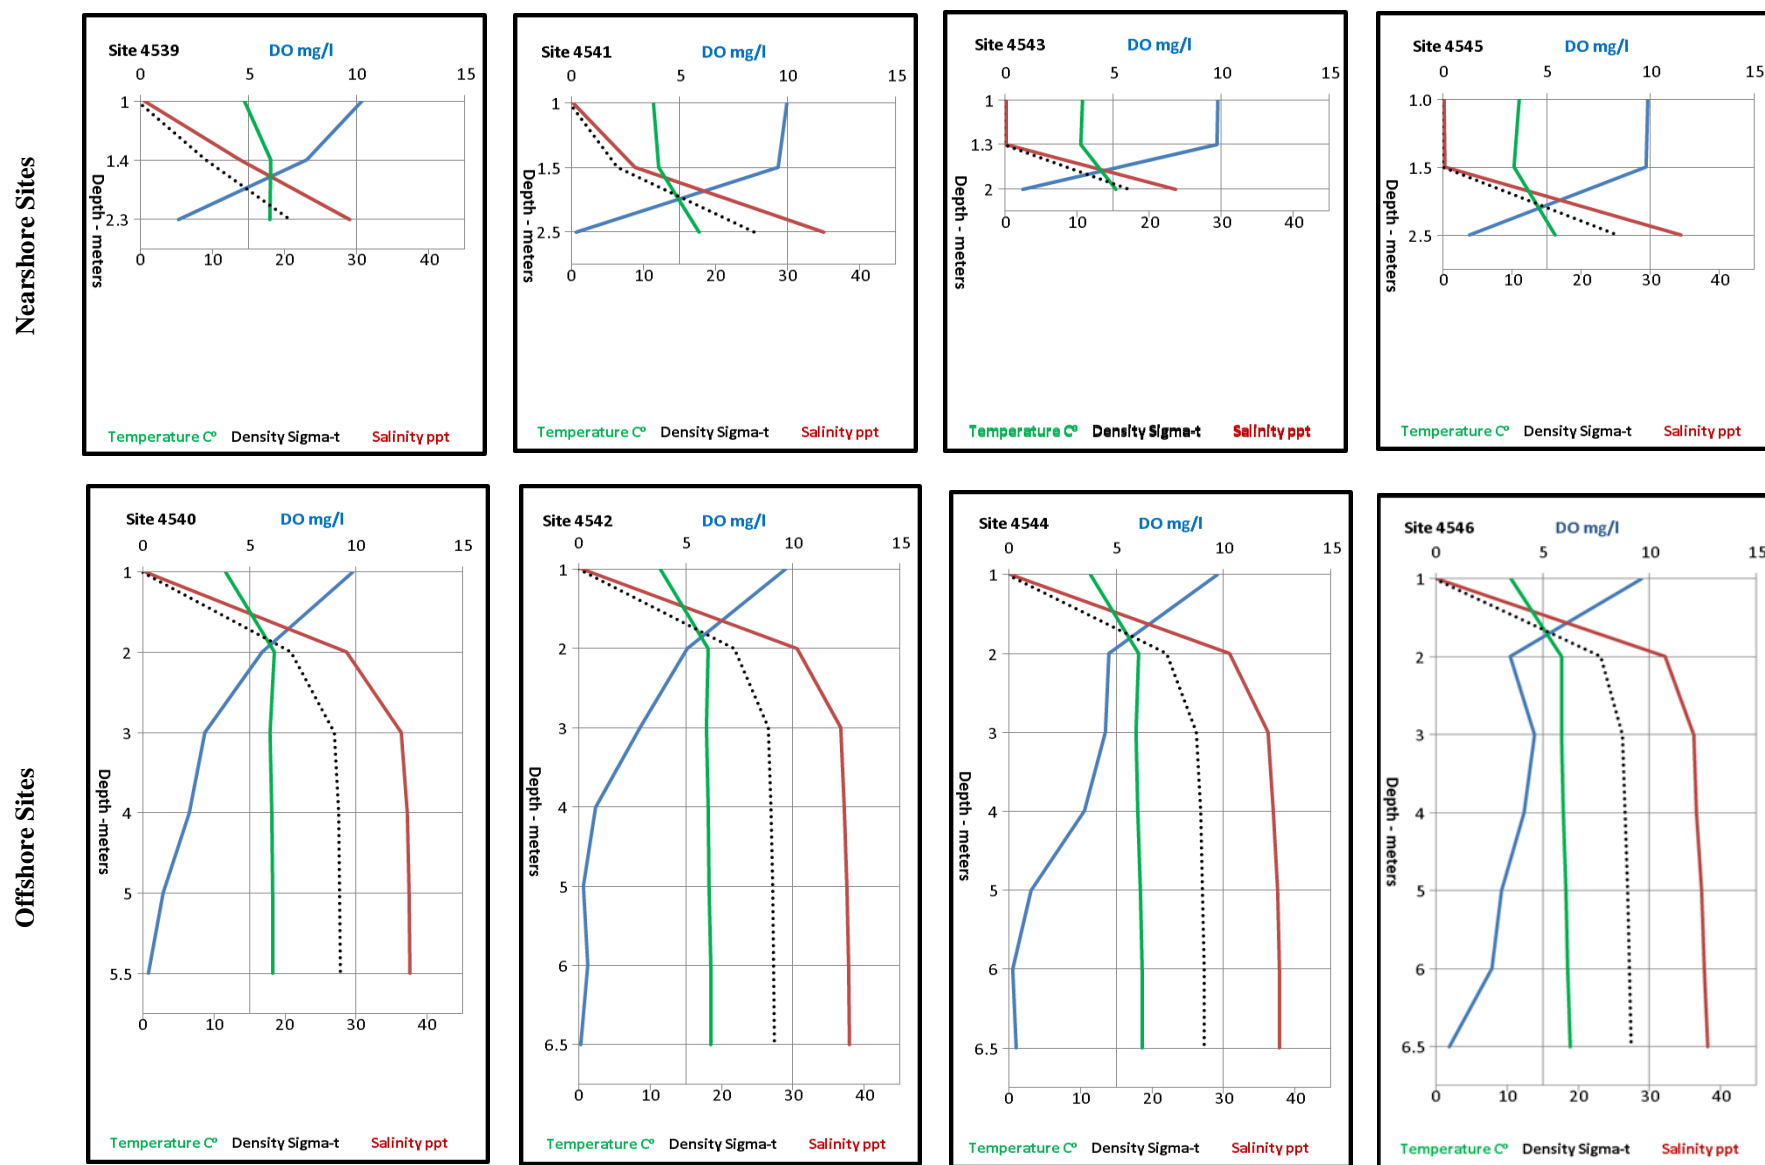 Nearshore Sites
Site 4539 DO mg/l
0 5 10 15
1
1.4
2.3
Depth - meters
0 10 20 30 40
Temperature C° Density Sigma-t Salinity ppt
Site 4541 DO mg/l
0 5 10 15
1
1.5
2.5
Depth - meters
0 10 20 30 40
Temperature C° Density Sigma-t Salinity ppt
Site 4543 DO mg/l
0 5 10 15
1
1.3
2
Depth - meters
0 10 20 30 40
Temperature C° Density Sigma-t Salinity ppt
Site 4545 DO mg/l
0 5 10 15
1.0
1.5
2.5
Depth - meters
0 10 20 30 40
Temperature C° Density Sigma-t Salinity ppt
Offshore Sites
Site 4540 DO mg/l
0 5 10 15
1
2
3
4
5
5.5
Depth -meters
0 10 20 30 40
Temperature C° Density Sigma-t Salinity ppt
Site 4542 DO mg/l
0 5 10 15
1
2
3
4
5
6
6.5
Depth - meters
0 10 20 30 40
Temperature C° Density Sigma-t Salinity ppt
Site 4544 DO mg/l
0 5 10 15
1
2
3
4
5
6
6.5
Depth - meters
0 10 20 30 40
Temperature C° Density Sigma-t Salinity ppt
Site 4546 DO mg/l
0 5 10 15
1
2
3
4
5
6
6.5
Depth - meters
0 10 20 30 40
Temperature C° Density Sigma-t Salinity ppt